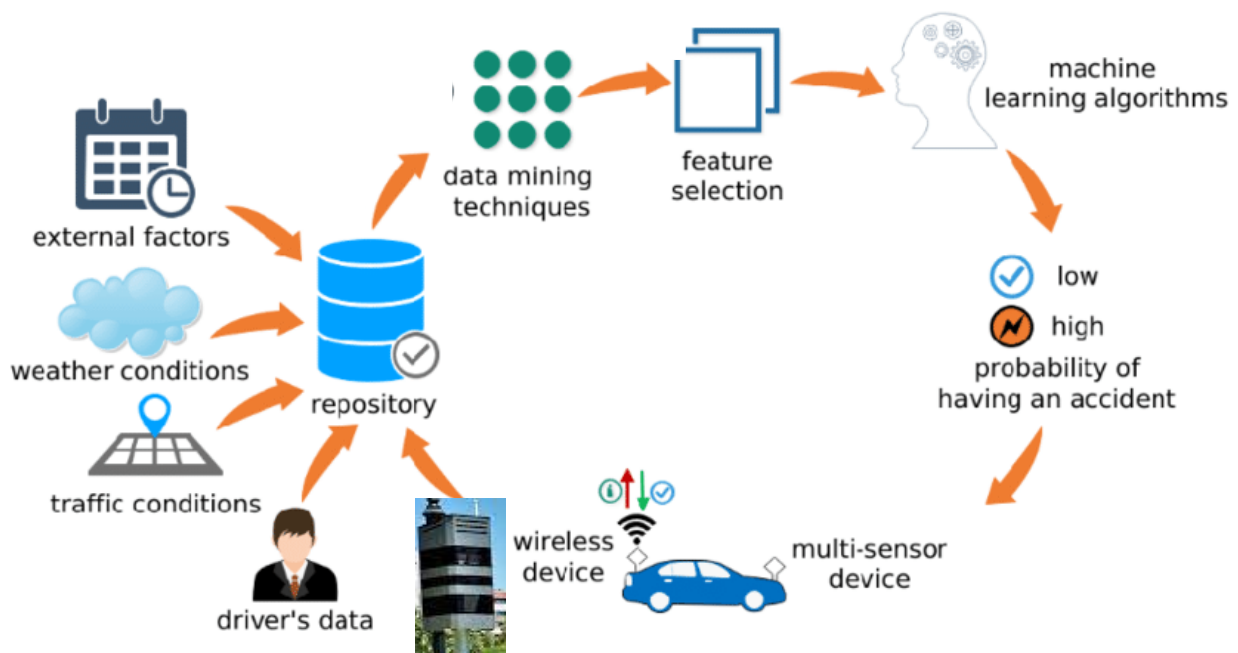 machine
learning algorithms
data mining
techniques
feature
selection
external factors
low
high
probability of
having an accident
weather conditions
repository
traffic conditions
wireless
device
multi-sensor
device
driver's data